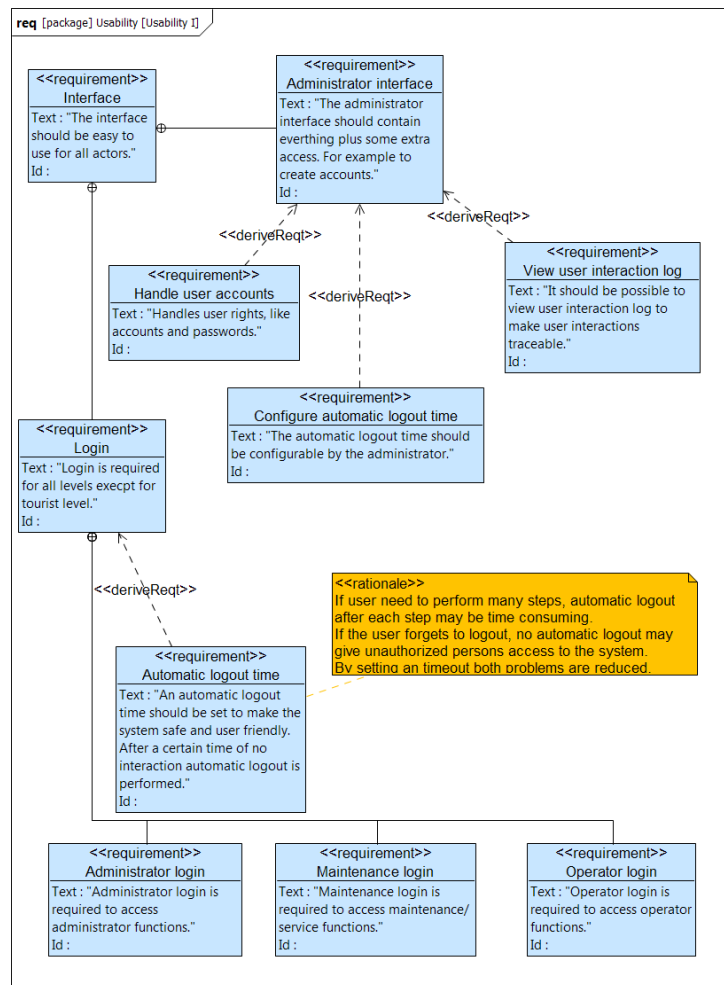 req [package] Usability [Usability I]
<<requirement>>
Interface
Text : "The interface
should be easy to
use for all actors."
Id :
<<requirement>>
Administrator interface
Text : "The administrator
interface should contain
everthing plus some extra
access. For example to
create accounts."
Id :
<<deriveReqt>>
<<deriveReqt>>
<<deriveReqt>>
<<requirement>>
Handle user accounts
Text : "Handles user rights, like
accounts and passwords."
Id :
<<requirement>>
View user interaction log
Text : "It should be possible to
view user interaction log to
make user interactions
traceable."
Id :
<<requirement>>
Configure automatic logout time
Text : "The automatic logout time should
be configurable by the administrator."
Id :
<<requirement>>
Login
Text : "Login is required
for all levels execpt for
tourist level."
Id :
<<deriveReqt>>
<<rationale>>
If user need to perform many steps, automatic logout
after each step may be time consuming.
If the user forgets to logout, no automatic logout may
give unauthorized persons access to the system.
By setting an timeout both problems are reduced.
<<requirement>>
Automatic logout time
Text : "An automatic logout
time should be set to make the
system safe and user friendly.
After a certain time of no
interaction automatic logout is
performed."
Id :
<<requirement>>
Administrator login
Text : "Administrator login is
required to access
administrator functions."
Id :
<<requirement>>
Maintenance login
Text : "Maintenance login is
required to access maintenance/
service functions."
Id :
<<requirement>>
Operator login
Text : "Operator login is
required to access operator
functions."
Id :